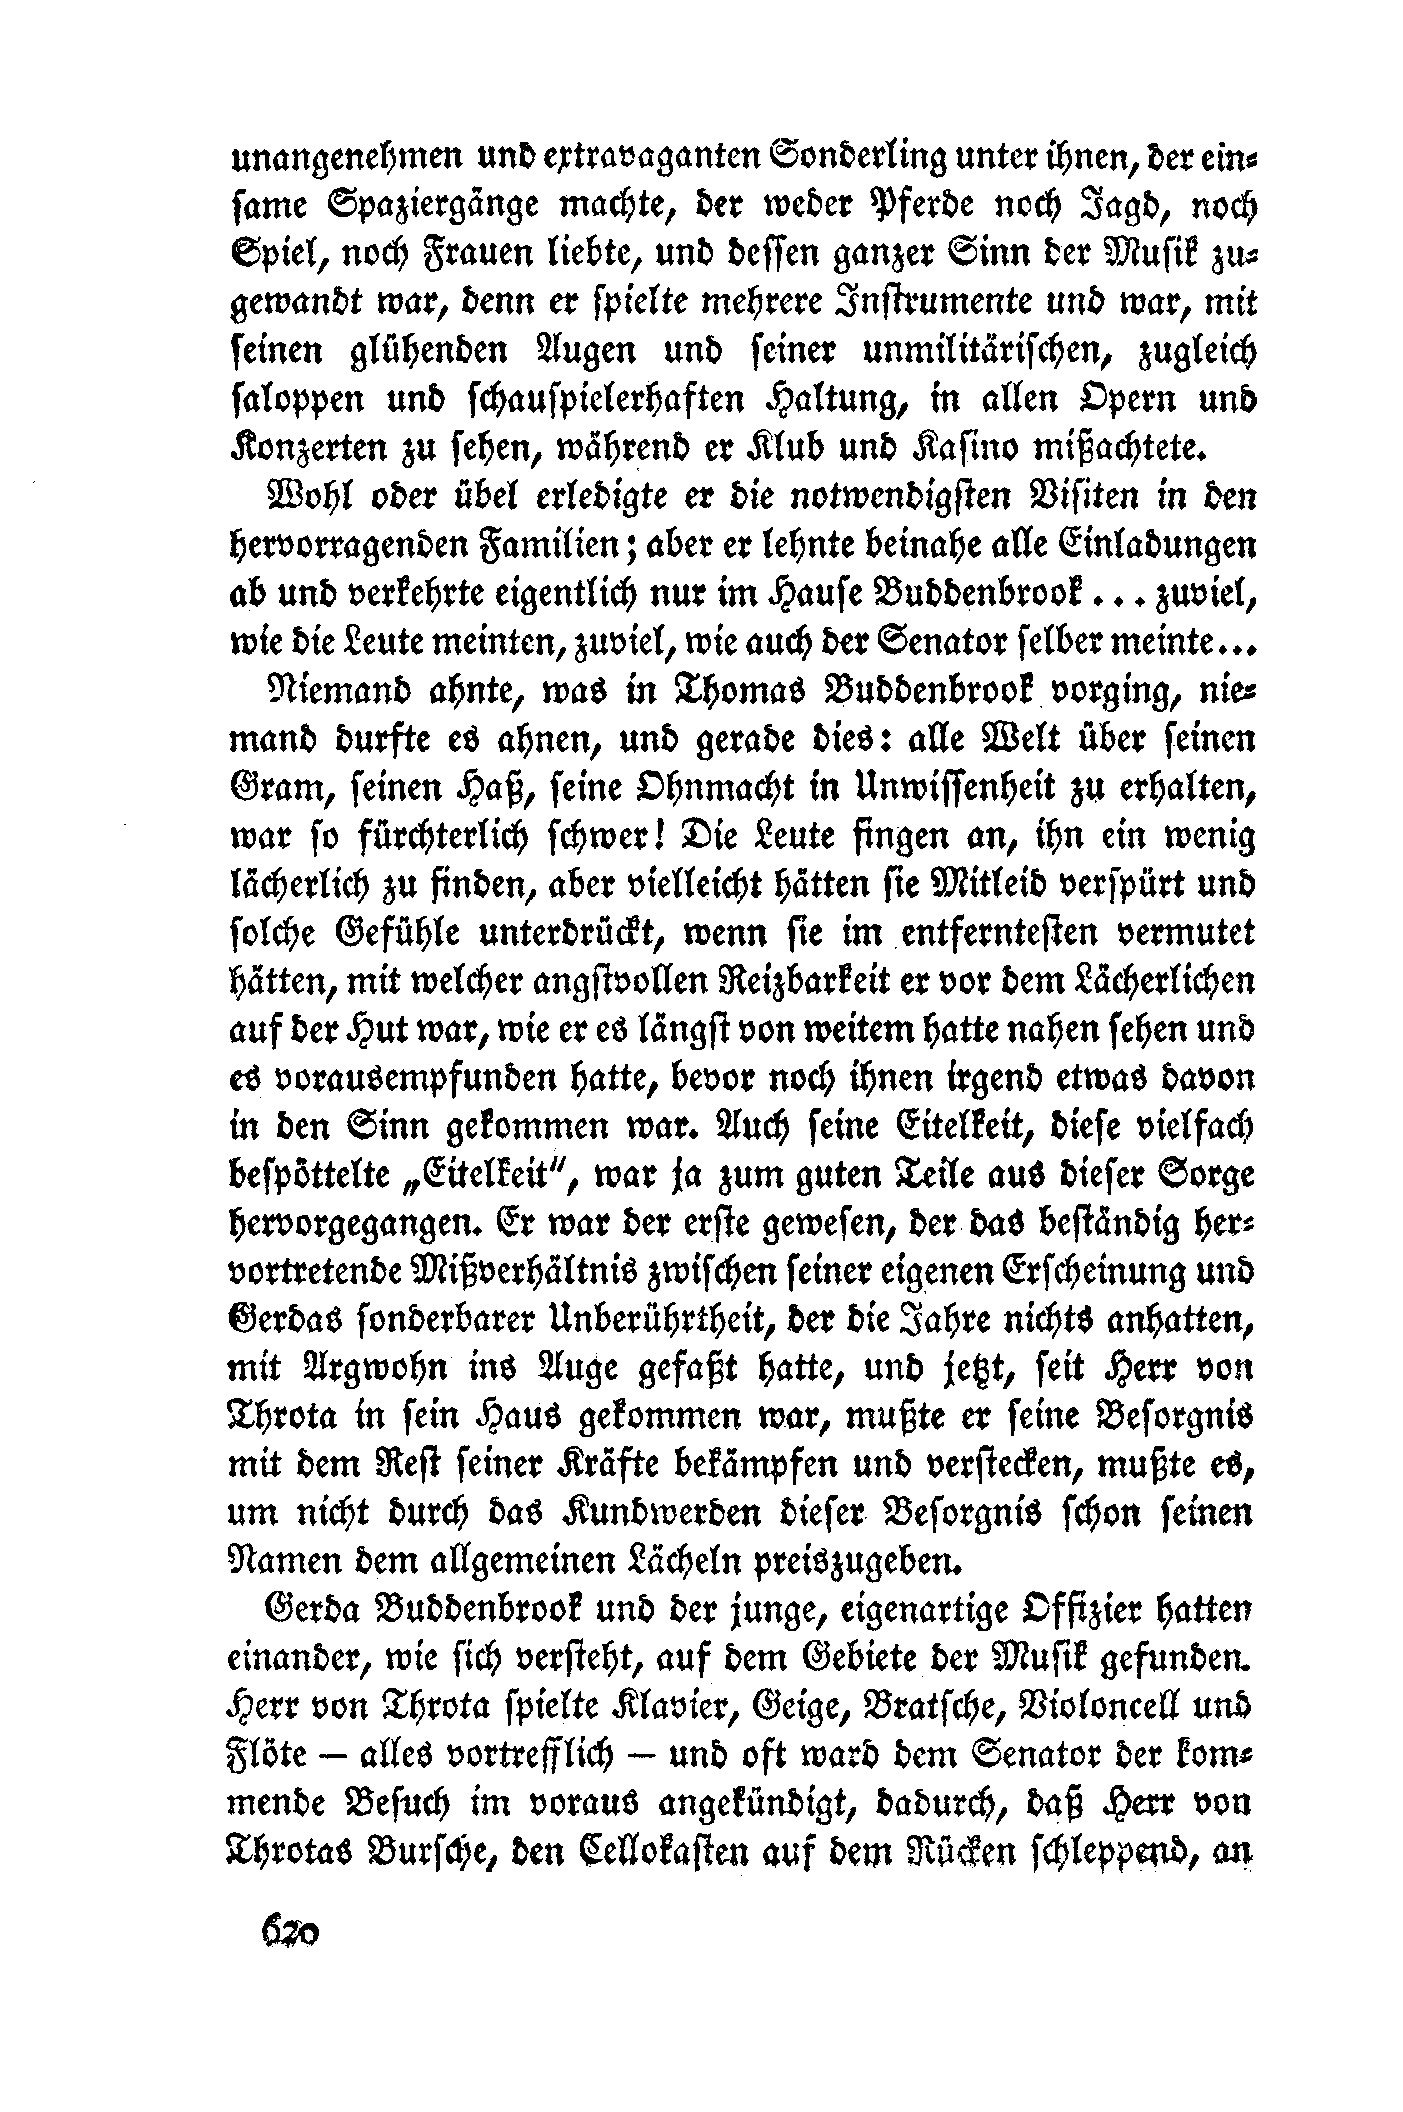 unangenehmen und extravaganten Sonderling unter ihnen, der ein-
same Spaziergänge machte, der weder Pferde noch Jagd, noch
Spiel, noch Frauen liebte, und dessen ganzer Sinn der Musik zu-
gewandt war, denn er spielte mehrere Instrumente und war, mit
seinen glühenden Augen und seiner unmilitärischen, zugleich
saloppen und schauspielerhaften Haltung, in allen Opern und
Konzerten zu sehen, während er Klub und Kasino mißachtete.
Wohl oder übel erledigte er die notwendigsten Visiten in den
hervorragenden Familien; aber er lehnte beinahe alle Einladungen
ab und verkehrte eigentlich nur im Hause Buddenbrook... zuviel,
wie die Leute meinten, zuviel, wie auch der Senator selber meinte...
Niemand ahnte, was in Thomas Buddenbrook vorging, nie-
mand durfte es ahnen, und gerade dies: alle Welt über seinen
Gram, seinen Haß, seine Ohnmacht in Unwissenheit zu erhalten,
war so fürchterlich schwer! Die Leute fingen an, ihn ein wenig
lächerlich zu finden, aber vielleicht hätten sie Mitleid verspürt und
solche Gefühle unterdrückt, wenn sie im entferntesten vermutet
hätten, mit welcher angstvollen Reizbarkeit er vor dem Lächerlichen
auf der Hut war, wie er es längst von weitem hatte nahen sehen und
es vorausempfunden hatte, bevor noch ihnen irgend etwas davon
in den Sinn gekommen war. Auch seine Eitelkeit, diese vielfach
bespöttelte „Eitelkeit“, war ja zum guten Teile aus dieser Sorge
hervorgegangen. Er war der erste gewesen, der das beständig her-
vortretende Mißverhältnis zwischen seiner eigenen Erscheinung und
Gerdas sonderbarer Unberührtheit, der die Jahre nichts anhatten,
mit Argwohn ins Auge gefaßt hatte, und jetzt, seit Herr von
Throta in sein Haus gekommen war, mußte er seine Besorgnis
mit dem Rest seiner Kräfte bekämpfen und verstecken, mußte es,
um nicht durch das Kundwerden dieser Besorgnis schon seinen
Namen dem allgemeinen Lächeln preiszugeben.
Gerda Buddenbrook und der junge, eigenartige Offizier hatten
einander, wie sich versteht, auf dem Gebiete der Musik gefunden.
Herr von Throta spielte Klavier, Geige, Bratsche, Violoncell und
Flöte — alles vortrefflich — und oft ward dem Senator der kom-
mende Besuch im voraus angekündigt, dadurch, daß Herr von
Throtas Bursche, den Cellokasten auf dem Rücken schleppend, an
620